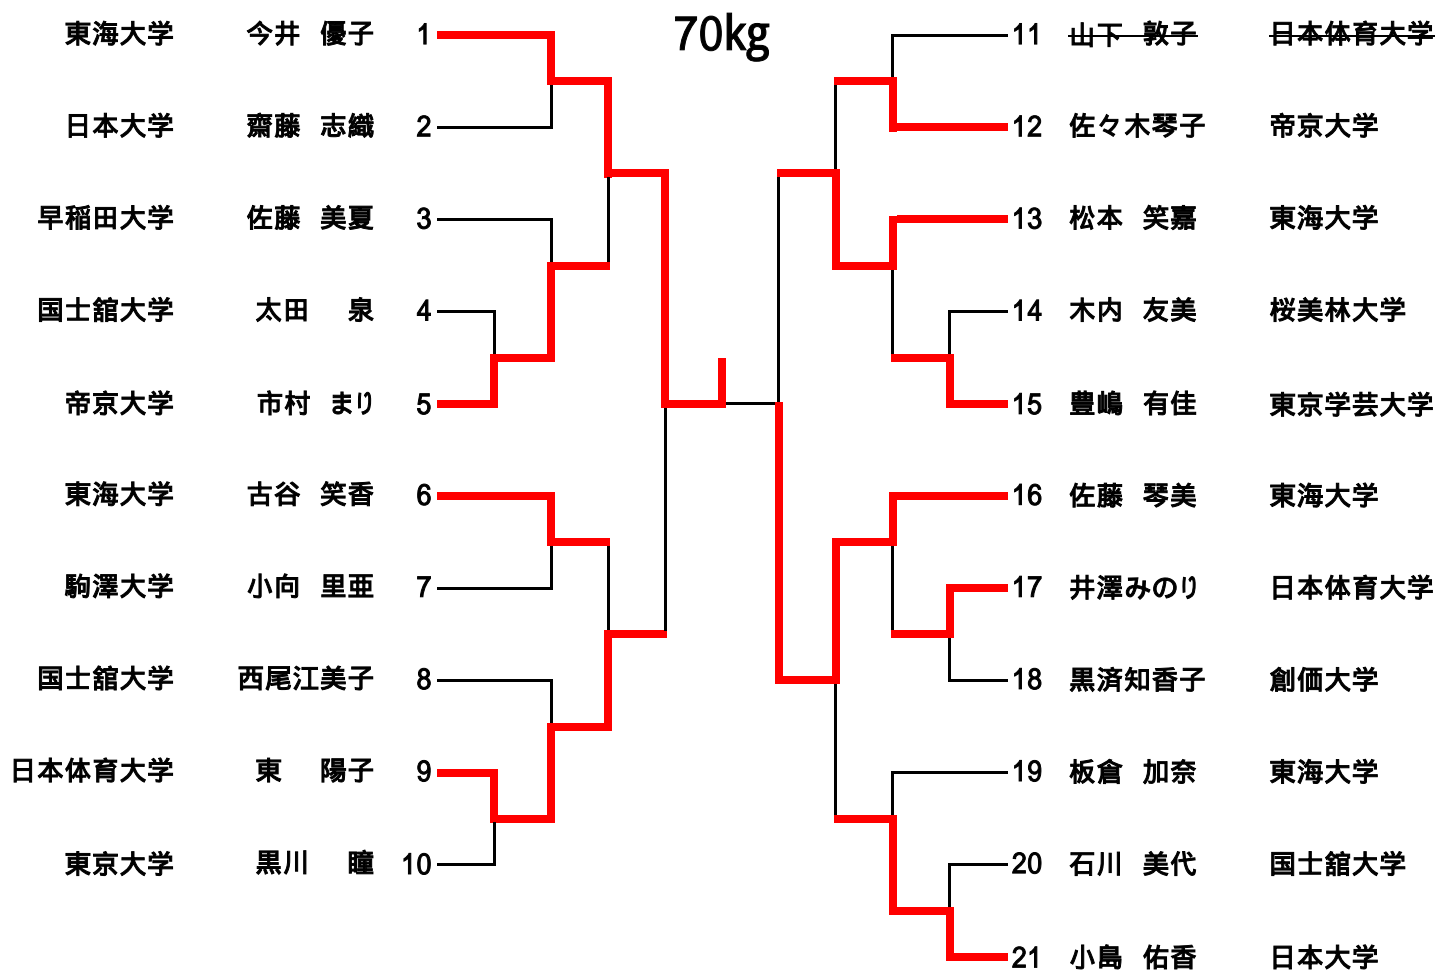 70kg
東海大学 今井 優子 1
日本大学 齋藤 志織 2
早稲田大学 佐藤 美夏 3
国士舘大学 太田 泉 4
帝京大学 市村 まり 5
東海大学 古谷 笑香 6
駒澤大学 小向 里亜 7
国士舘大学 西尾江美子 8
日本体育大学 東 陽子 9
東京大学 黒川 瞳 10
11 山下 敦子 日本体育大学
12 佐々木琴子 帝京大学
13 松本 笑嘉 東海大学
14 木内 友美 桜美林大学
15 豊嶋 有佳 東京学芸大学
16 佐藤 琴美 東海大学
17 井澤みのり 日本体育大学
18 黒済知香子 創価大学
19 板倉 加奈 東海大学
20 石川 美代 国士舘大学
21 小島 佑香 日本大学